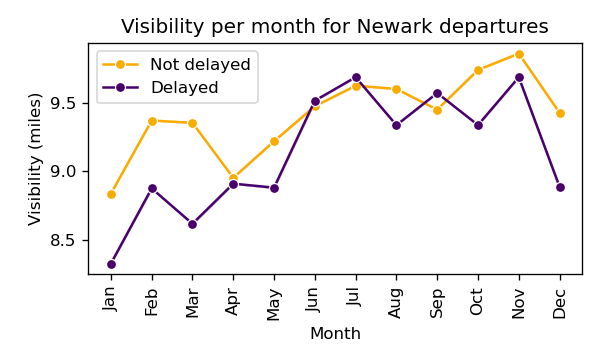 Visibility per month for Newark departures
Not delayed
Delayed
Visibility (miles)
9.5
9.0
8.5
Jan
Feb
Mar
Apr
May
Jun
Jul
Aug
Sep
Oct
Nov
Dec
Month